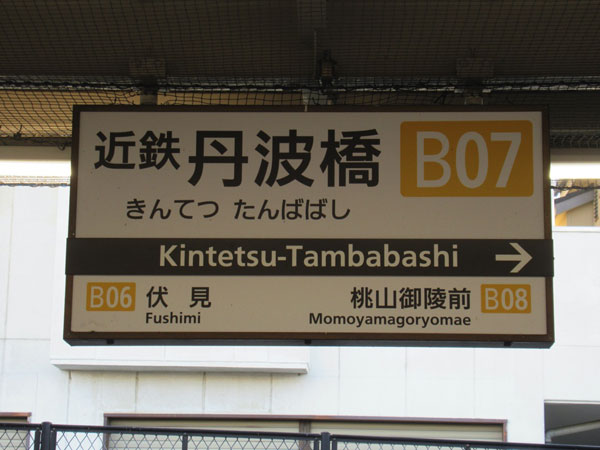 近鉄 丹波橋 B07
きんてつ たんばばし
Kintetsu-Tambabashi →
B06 伏見 桃山御陵前 B08
Fushimi Momoyamagoryomae